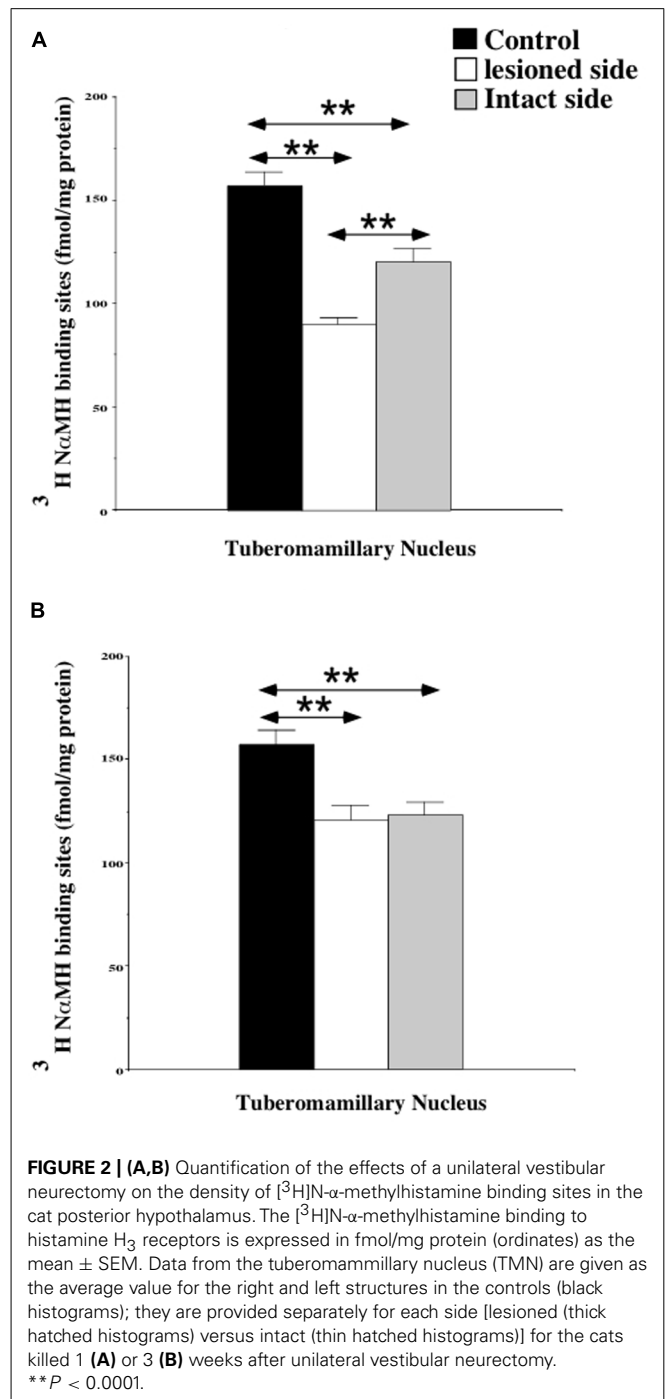 A
Control
lesioned side
Intact side
200
**
**
150
**
100
50
0
3
H NαMH binding sites (fmol/mg protein)
Tuberomamillary Nucleus
B
200
**
**
150
100
50
0
3
H NαMH binding sites (fmol/mg protein)
Tuberomamillary Nucleus
FIGURE 2 | (A,B) Quantification of the effects of a unilateral vestibular
neurectomy on the density of [³H]N-α-methylhistamine binding sites in the
cat posterior hypothalamus. The [³H]N-α-methylhistamine binding to
histamine H₃ receptors is expressed in fmol/mg protein (ordinates) as the
mean ± SEM. Data from the tuberomammillary nucleus (TMN) are given as
the average value for the right and left structures in the controls (black
histograms); they are provided separately for each side [lesioned (thick
hatched histograms) versus intact (thin hatched histograms)] for the cats
killed 1 (A) or 3 (B) weeks after unilateral vestibular neurectomy.
**P < 0.0001.